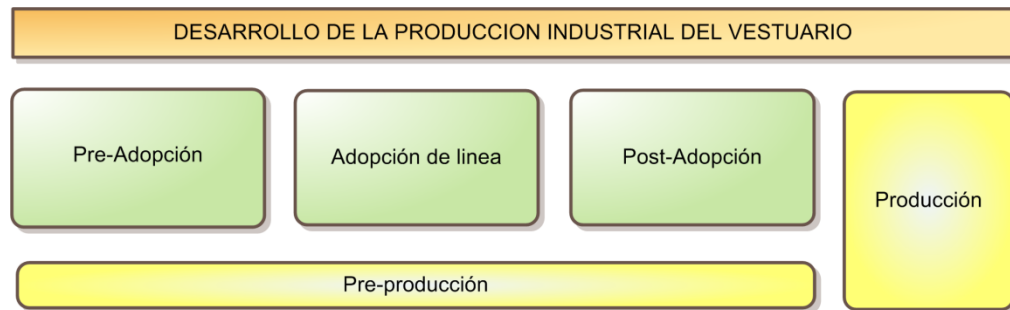 DESARROLLO DE LA PRODUCCION INDUSTRIAL DEL VESTUARIO
Pre-Adopción
Adopción de linea
Post-Adopción
Producción
Pre-producción